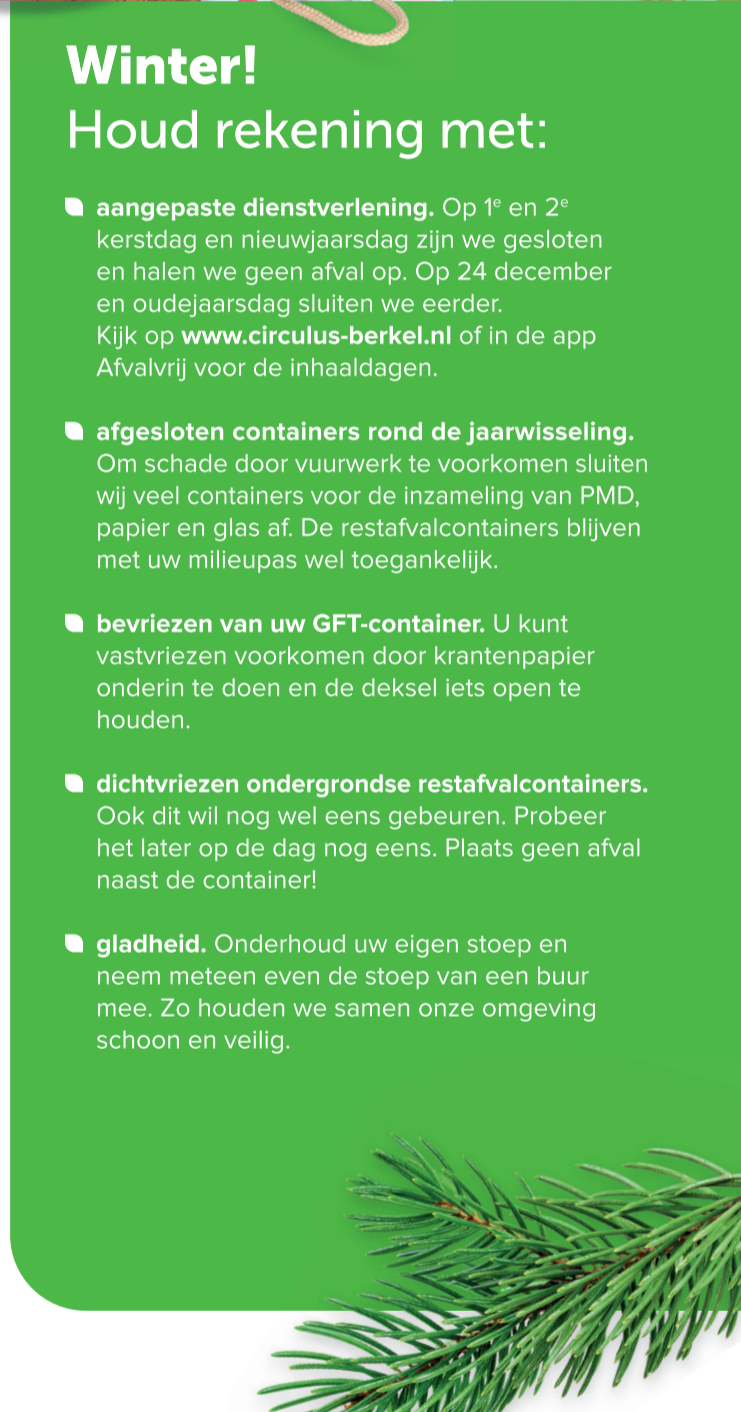 Winter!
Houd rekening met:
aangepaste dienstverlening. Op 1e en 2e
kerstdag en nieuwjaarsdag zijn we gesloten
en halen we geen afval op. Op 24 december
en oudejaarsdag sluiten we eerder.
Kijk op www.circulus-berkel.nl of in de app
Afvalvrij voor de inhaaldagen.
afgesloten containers rond de jaarwisseling.
Om schade door vuurwerk te voorkomen sluiten
wij veel containers voor de inzameling van PMD,
papier en glas af. De restafvalcontainers blijven
met uw milieupas wel toegankelijk.
bevriezen van uw GFT-container. U kunt
vastvriezen voorkomen door krantenpapier
onderin te doen en de deksel iets open te
houden.
dichtvriezen ondergrondse restafvalcontainers.
Ook dit wil nog wel eens gebeuren. Probeer
het later op de dag nog eens. Plaats geen afval
naast de container!
gladheid. Onderhoud uw eigen stoep en
neem meteen even de stoep van een buur
mee. Zo houden we samen onze omgeving
schoon en veilig.